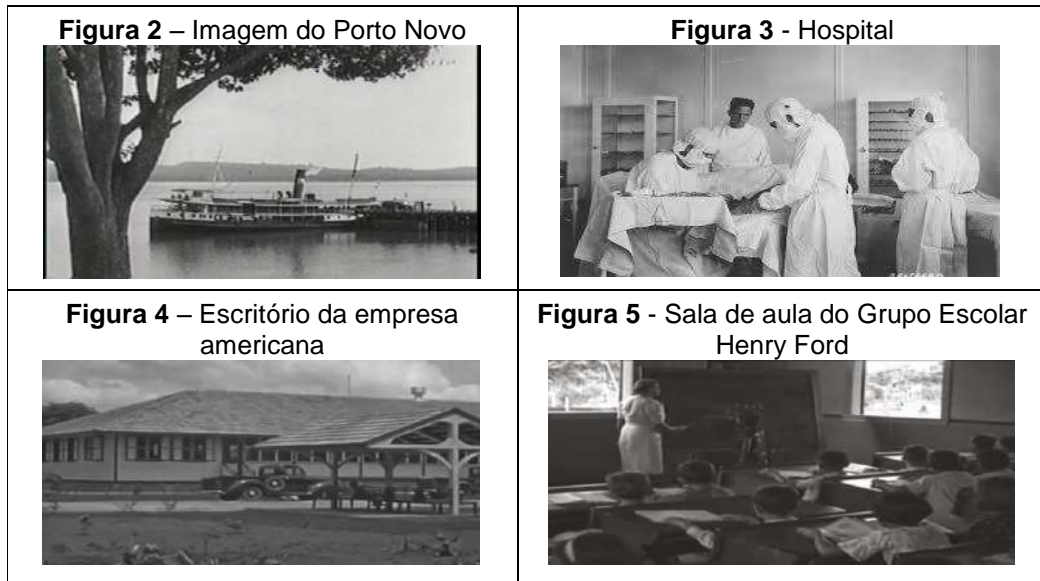 Figura 2 – Imagem do Porto Novo
Figura 3 - Hospital
Figura 4 – Escritório da empresa
americana
Figura 5 - Sala de aula do Grupo Escolar
Henry Ford